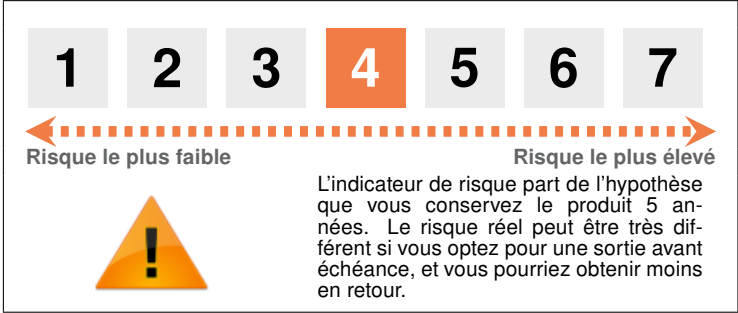 1 2 3 4 5 6 7
Risque le plus faible Risque le plus élevé
L'indicateur de risque part de l'hypothèse
que vous conservez le produit 5 an-
nées. Le risque réel peut être très dif-
férent si vous optez pour une sortie avant
échéance, et vous pourriez obtenir moins
en retour.